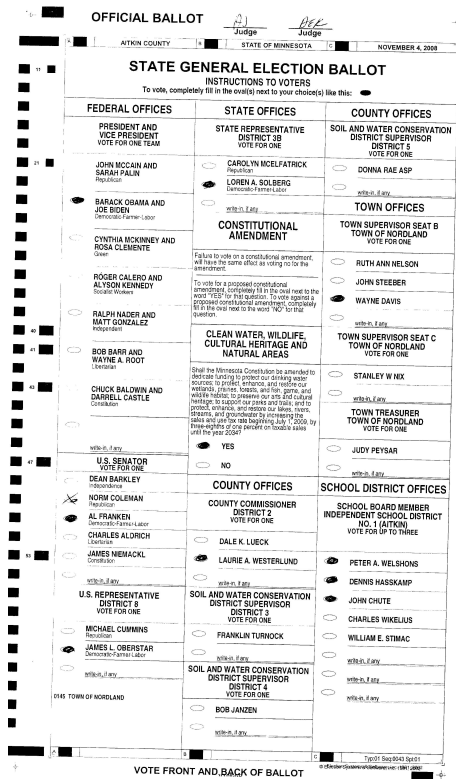 OFFICIAL BALLOT
Judge Judge
A AITKIN COUNTY B STATE OF MINNESOTA C NOVEMBER 4, 2008
11
STATE GENERAL ELECTION BALLOT
INSTRUCTIONS TO VOTERS
To vote, completely fill in the oval(s) next to your choice(s) like this:
FEDERAL OFFICES
PRESIDENT AND
VICE PRESIDENT
VOTE FOR ONE TEAM
21
JOHN MCCAIN AND
SARAH PALIN
Republican
BARACK OBAMA AND
JOE BIDEN
Democratic-Farmer-Labor
CYNTHIA MCKINNEY AND
ROSA CLEMENTE
Green
RÓGER CALERO AND
ALYSON KENNEDY
Socialist Workers
RALPH NADER AND
MATT GONZALEZ
Independent
40
41
BOB BARR AND
WAYNE A. ROOT
Libertarian
43
CHUCK BALDWIN AND
DARRELL CASTLE
Constitution
write-in, if any
47
U.S. SENATOR
VOTE FOR ONE
DEAN BARKLEY
Independence
NORM COLEMAN
Republican
AL FRANKEN
Democratic-Farmer-Labor
CHARLES ALDRICH
Libertarian
53
JAMES NIEMACKL
Constitution
write-in, if any
U.S. REPRESENTATIVE
DISTRICT 8
VOTE FOR ONE
MICHAEL CUMMINS
Republican
JAMES L. OBERSTAR
Democratic-Farmer-Labor
write-in, if any
0145 TOWN OF NORDLAND
STATE OFFICES
STATE REPRESENTATIVE
DISTRICT 3B
VOTE FOR ONE
CAROLYN MCELFATRICK
Republican
LOREN A. SOLBERG
Democratic-Farmer-Labor
write-in, if any
CONSTITUTIONAL
AMENDMENT
Failure to vote on a constitutional amendment,
will have the same effect as voting no for the
amendment.
To vote for a proposed constitutional
amendment, completely fill in the oval next to the
word "YES" for that question. To vote against a
proposed constitutional amendment, completely
fill in the oval next to the word "NO" for that
question.
CLEAN WATER, WILDLIFE,
CULTURAL HERITAGE AND
NATURAL AREAS
Shall the Minnesota Constitution be amended to
dedicate funding to protect our drinking water
sources; to protect, enhance, and restore our
wetlands, prairies, forests, and fish, game, and
wildlife habitat; to preserve our arts and cultural
heritage; to support our parks and trails; and to
protect, enhance, and restore our lakes, rivers,
streams, and groundwater by increasing the
sales and use tax rate beginning July 1, 2009, by
three-eighths of one percent on taxable sales
until the year 2034?
YES
NO
COUNTY OFFICES
COUNTY COMMISSIONER
DISTRICT 2
VOTE FOR ONE
DALE K. LUECK
LAURIE A. WESTERLUND
write-in, if any
SOIL AND WATER CONSERVATION
DISTRICT SUPERVISOR
DISTRICT 3
VOTE FOR ONE
FRANKLIN TURNOCK
write-in, if any
SOIL AND WATER CONSERVATION
DISTRICT SUPERVISOR
DISTRICT 4
VOTE FOR ONE
BOB JANZEN
write-in, if any
COUNTY OFFICES
SOIL AND WATER CONSERVATION
DISTRICT SUPERVISOR
DISTRICT 5
VOTE FOR ONE
DONNA RAE ASP
write-in, if any
TOWN OFFICES
TOWN SUPERVISOR SEAT B
TOWN OF NORDLAND
VOTE FOR ONE
RUTH ANN NELSON
JOHN STEEBER
WAYNE DAVIS
write-in, if any
TOWN SUPERVISOR SEAT C
TOWN OF NORDLAND
VOTE FOR ONE
STANLEY W NIX
write-in, if any
TOWN TREASURER
TOWN OF NORDLAND
VOTE FOR ONE
JUDY PEYSAR
write-in, if any
SCHOOL DISTRICT OFFICES
SCHOOL BOARD MEMBER
INDEPENDENT SCHOOL DISTRICT
NO. 1 (AITKIN)
VOTE FOR UP TO THREE
PETER A. WELSHONS
DENNIS HASSKAMP
JOHN CHUTE
CHARLES WIKELIUS
WILLIAM E. STIMAC
write-in, if any
write-in, if any
write-in, if any
A B C Typ:01 Seq:0043 Spl:01
VOTE FRONT AND BACK OF BALLOT